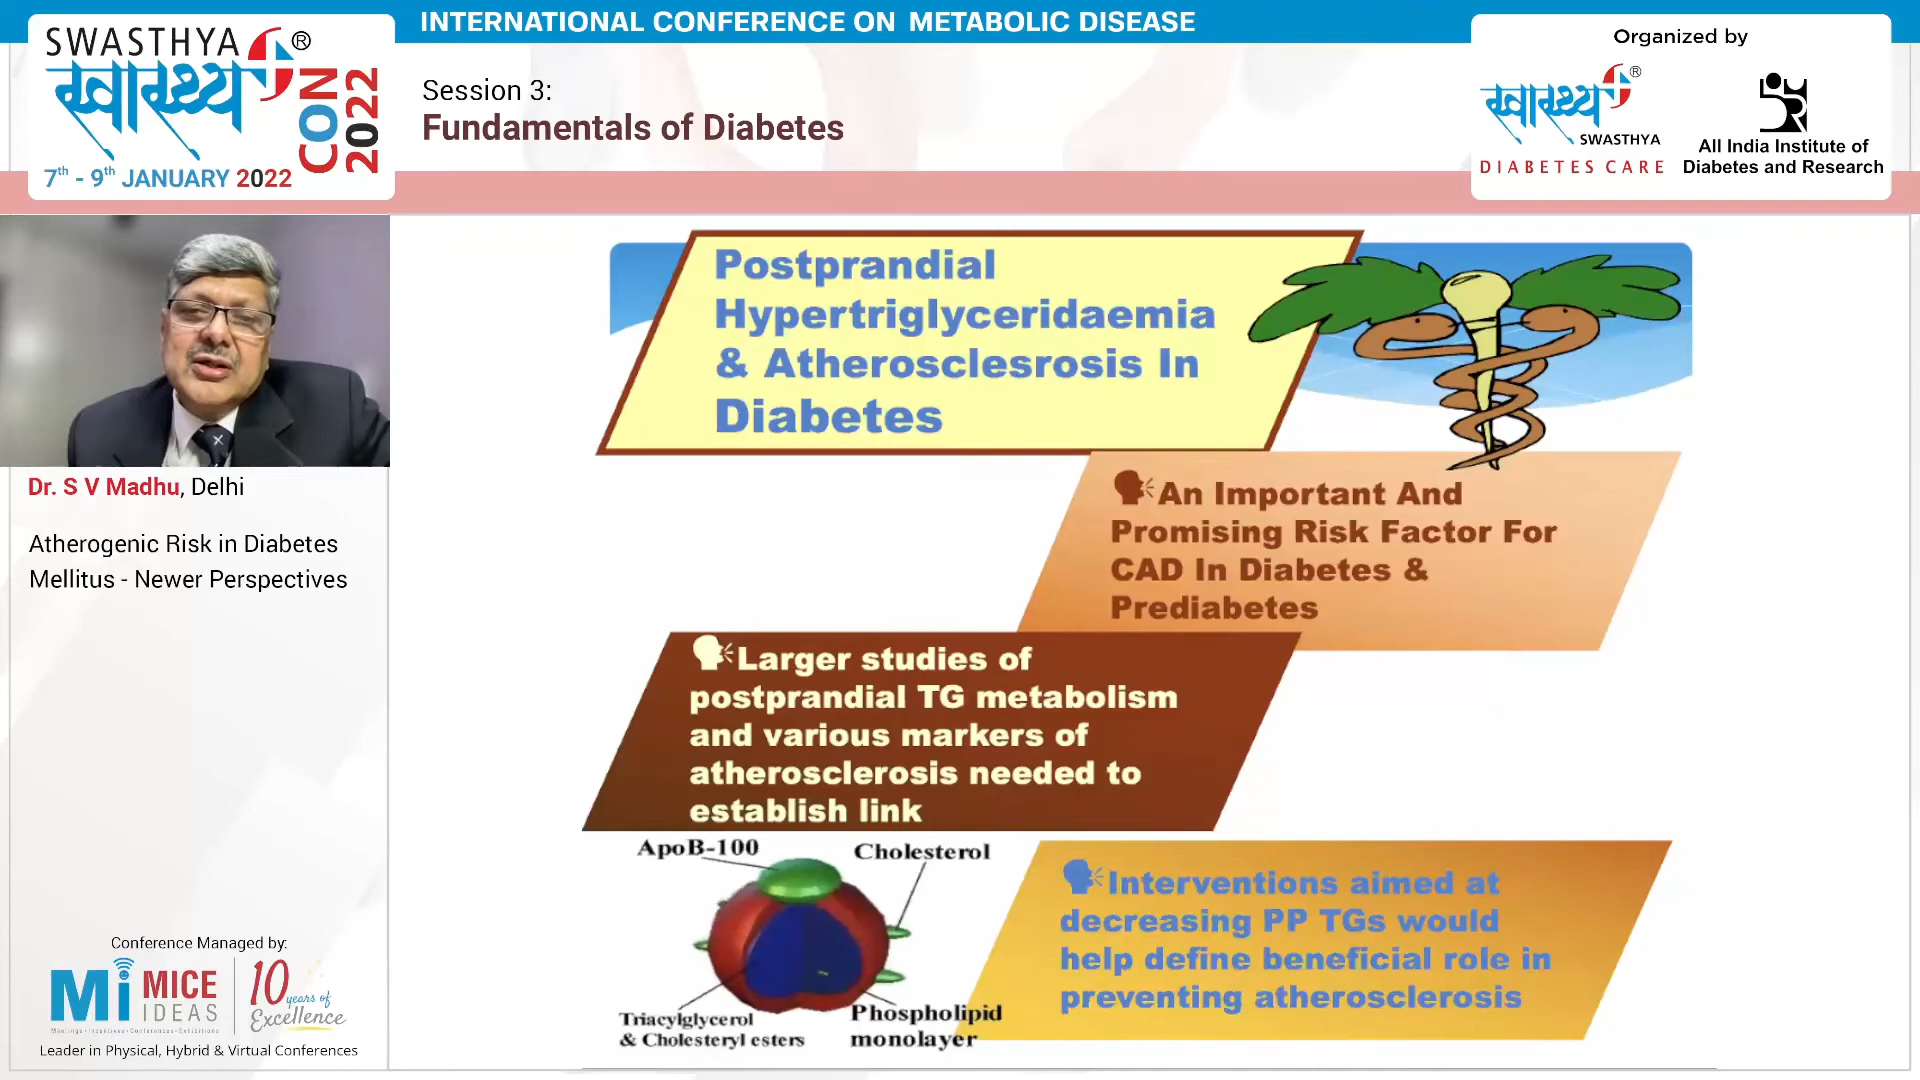 INTERNATIONAL CONFERENCE ON METABOLIC DISEASE
SWASTHYA ®
स्वास्थ्य
CON 2022
7th - 9th JANUARY 2022
Session 3:
Fundamentals of Diabetes
Organized by
स्वास्थ्य ®
SWASTHYA
DIABETES CARE
All India Institute of
Diabetes and Research
Dr. S V Madhu, Delhi
Atherogenic Risk in Diabetes
Mellitus - Newer Perspectives
Conference Managed by:
Mi MICE
IDEAS
Meetings • Incentives • Conferences • Exhibitions
10
years of
Excellence
Leader in Physical, Hybrid & Virtual Conferences
Postprandial
Hypertriglyceridaemia
& Atherosclesrosis In
Diabetes
An Important And
Promising Risk Factor For
CAD In Diabetes &
Prediabetes
Larger studies of
postprandial TG metabolism
and various markers of
atherosclerosis needed to
establish link
ApoB-100
Cholesterol
Triacylglycerol
& Cholesteryl esters
Phospholipid
monolayer
Interventions aimed at
decreasing PP TGs would
help define beneficial role in
preventing atherosclerosis